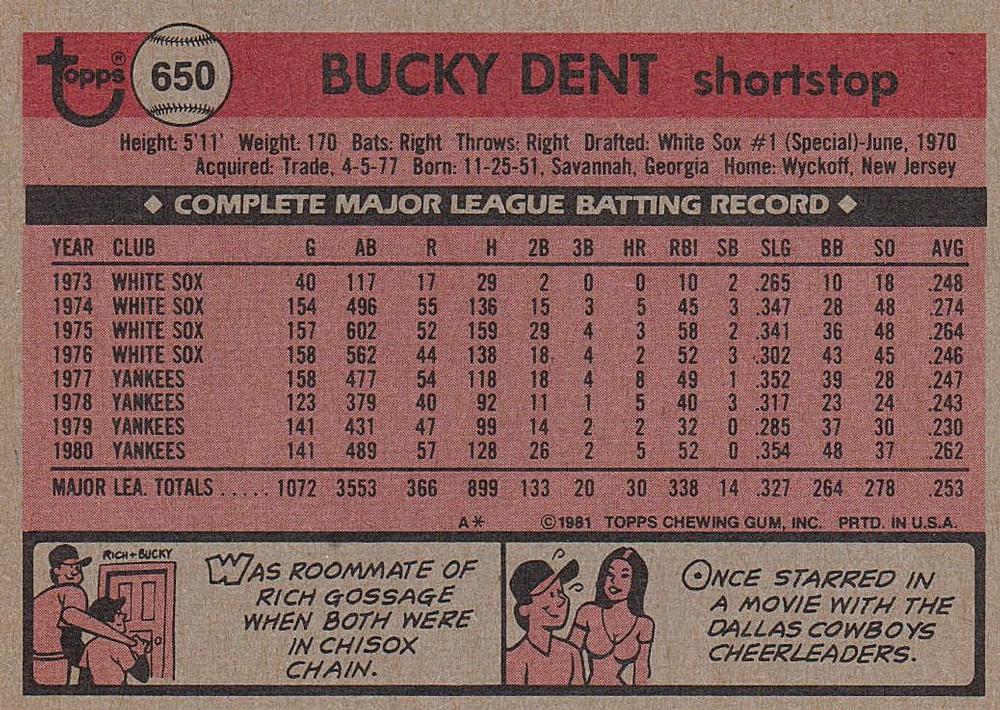 topps® 650 BUCKY DENT shortstop
Height: 5'11' Weight: 170 Bats: Right Throws: Right Drafted: White Sox #1 (Special)-June, 1970
Acquired: Trade, 4-5-77 Born: 11-25-51, Savannah, Georgia Home: Wyckoff, New Jersey
◆ COMPLETE MAJOR LEAGUE BATTING RECORD ◆
YEAR CLUB G AB R H 2B 3B HR RBI SB SLG BB SO AVG
1973 WHITE SOX 40 117 17 29 2 0 0 10 2 .265 10 18 .248
1974 WHITE SOX 154 496 55 136 15 3 5 45 3 .347 28 48 .274
1975 WHITE SOX 157 602 52 159 29 4 3 58 2 .341 36 48 .264
1976 WHITE SOX 158 562 44 138 18 4 2 52 3 .302 43 45 .246
1977 YANKEES 158 477 54 118 18 4 8 49 1 .352 39 28 .247
1978 YANKEES 123 379 40 92 11 1 5 40 3 .317 23 24 .243
1979 YANKEES 141 431 47 99 14 2 2 32 0 .285 37 30 .230
1980 YANKEES 141 489 57 128 26 2 5 52 0 .354 48 37 .262
MAJOR LEA. TOTALS ..... 1072 3553 366 899 133 20 30 338 14 .327 264 278 .253
A* ©1981 TOPPS CHEWING GUM, INC. PRTD. IN U.S.A.
RICH + BUCKY
WAS ROOMMATE OF
RICH GOSSAGE
WHEN BOTH WERE
IN CHISOX
CHAIN.
ONCE STARRED IN
A MOVIE WITH THE
DALLAS COWBOYS
CHEERLEADERS.